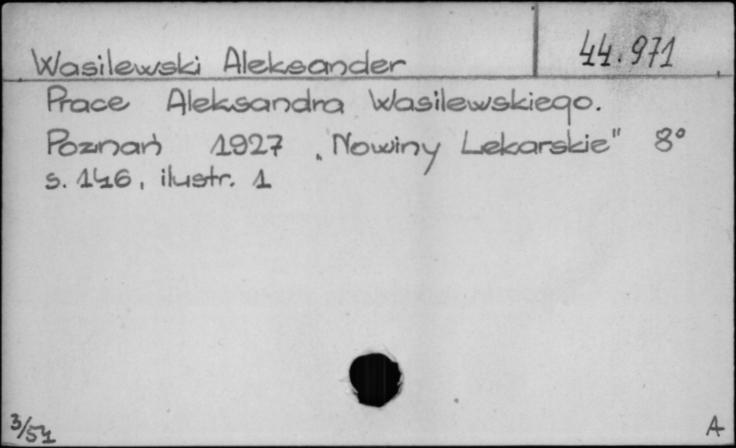 Wasilewski Aleksander 44.971
Prace Aleksandra Wasilewskiego.
Poznań 1927 „Nowiny Lekarskie" 8°
s. 146, ilustr. 1
3/51
A